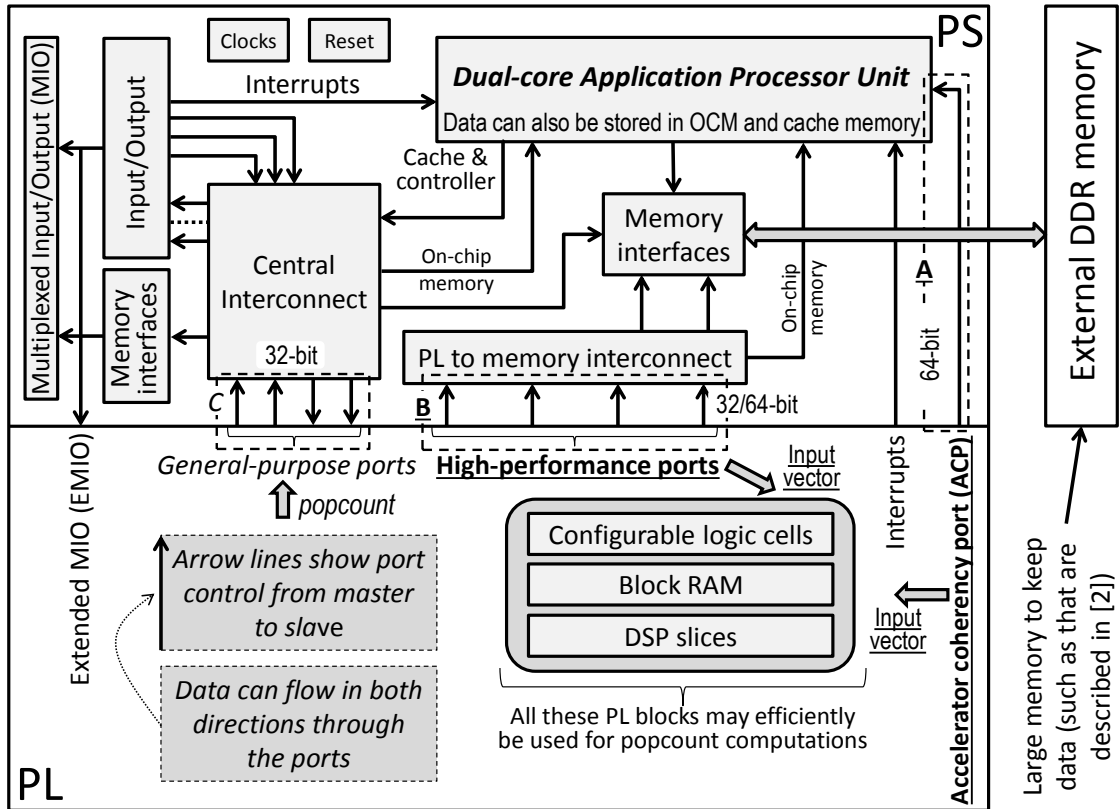 PS
Clocks
Reset
Multiplexed Input/Output (MIO)
Input/Output
Interrupts
Dual-core Application Processor Unit
Data can also be stored in OCM and cache memory
Cache &
controller
Central
Interconnect
32-bit
On-chip
memory
Memory
interfaces
Memory
interfaces
On-chip
memory
PL to memory interconnect
A
64-bit
External DDR memory
C
B
32/64-bit
Extended MIO (EMIO)
General-purpose ports
High-performance ports
Input
vector
popcount
Interrupts
Accelerator coherency port (ACP)
Arrow lines show port
control from master
to slave
Data can flow in both
directions through
the ports
Configurable logic cells
Block RAM
DSP slices
Input
vector
All these PL blocks may efficiently
be used for popcount computations
Large memory to keep
data (such as that are
described in [2])
PL